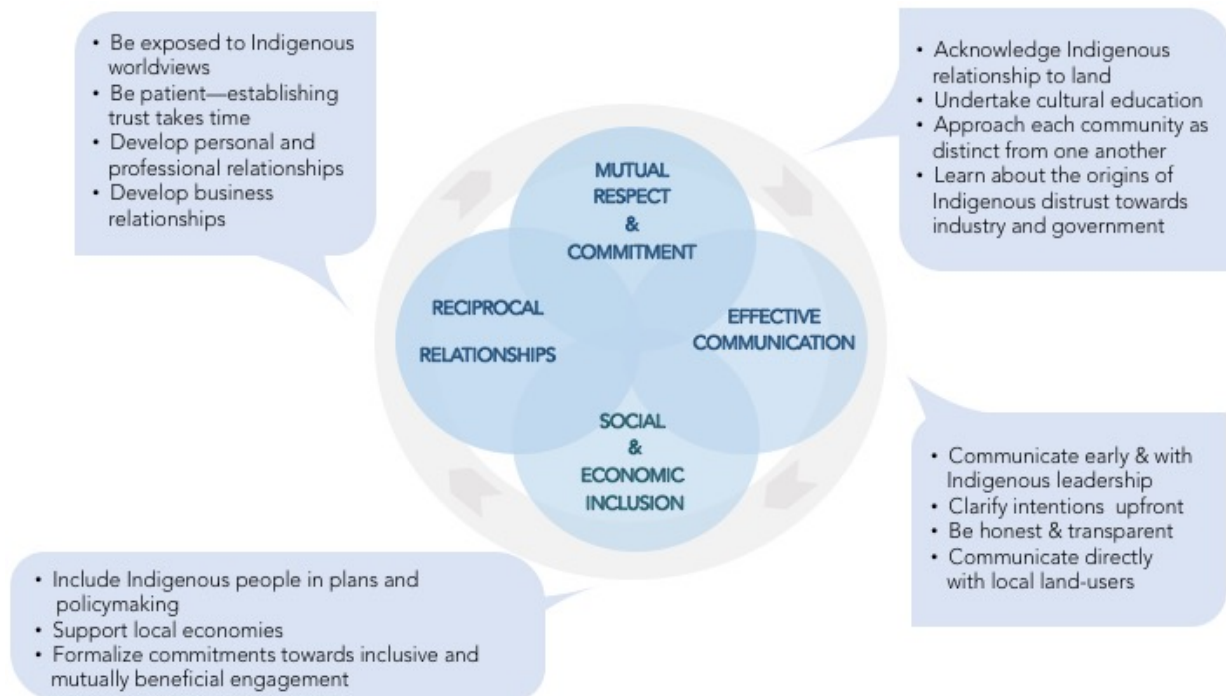 • Be exposed to Indigenous
worldviews
• Be patient—establishing
trust takes time
• Develop personal and
professional relationships
• Develop business
relationships
• Acknowledge Indigenous
relationship to land
• Undertake cultural education
• Approach each community as
distinct from one another
• Learn about the origins of
Indigenous distrust towards
industry and government
MUTUAL
RESPECT
&
COMMITMENT
RECIPROCAL
RELATIONSHIPS
EFFECTIVE
COMMUNICATION
SOCIAL
&
ECONOMIC
INCLUSION
• Communicate early & with
Indigenous leadership
• Clarify intentions upfront
• Be honest & transparent
• Communicate directly
with local land-users
• Include Indigenous people in plans and
policymaking
• Support local economies
• Formalize commitments towards inclusive and
mutually beneficial engagement